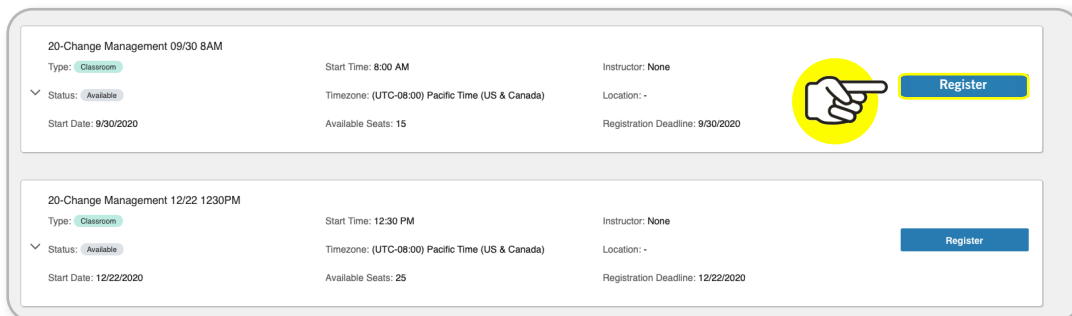 20-Change Management 09/30 8AM
Type: Classroom Start Time: 8:00 AM Instructor: None
Register
Status: Available Timezone: (UTC-08:00) Pacific Time (US & Canada) Location: -
Start Date: 9/30/2020 Available Seats: 15 Registration Deadline: 9/30/2020
20-Change Management 12/22 1230PM
Type: Classroom Start Time: 12:30 PM Instructor: None
Register
Status: Available Timezone: (UTC-08:00) Pacific Time (US & Canada) Location: -
Start Date: 12/22/2020 Available Seats: 25 Registration Deadline: 12/22/2020